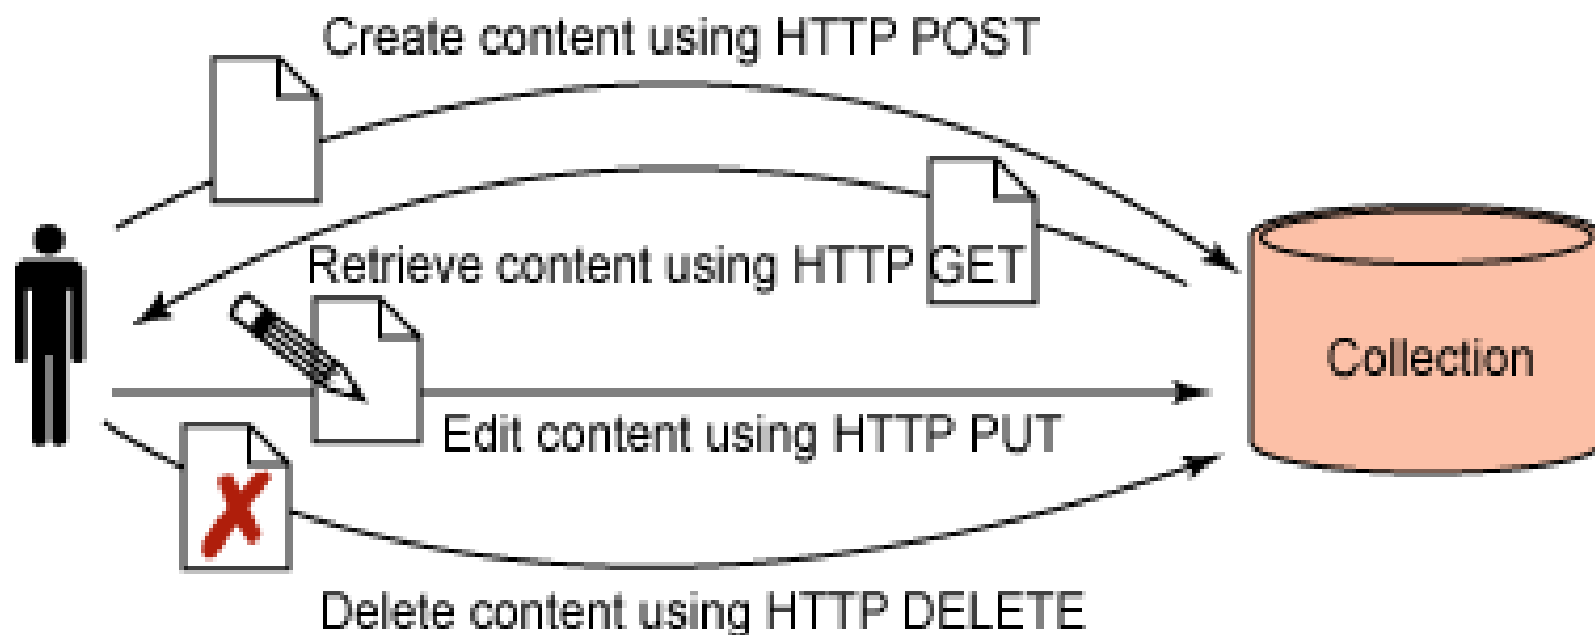 Create content using HTTP POST
Retrieve content using HTTP GET
Collection
Edit content using HTTP PUT
Delete content using HTTP DELETE